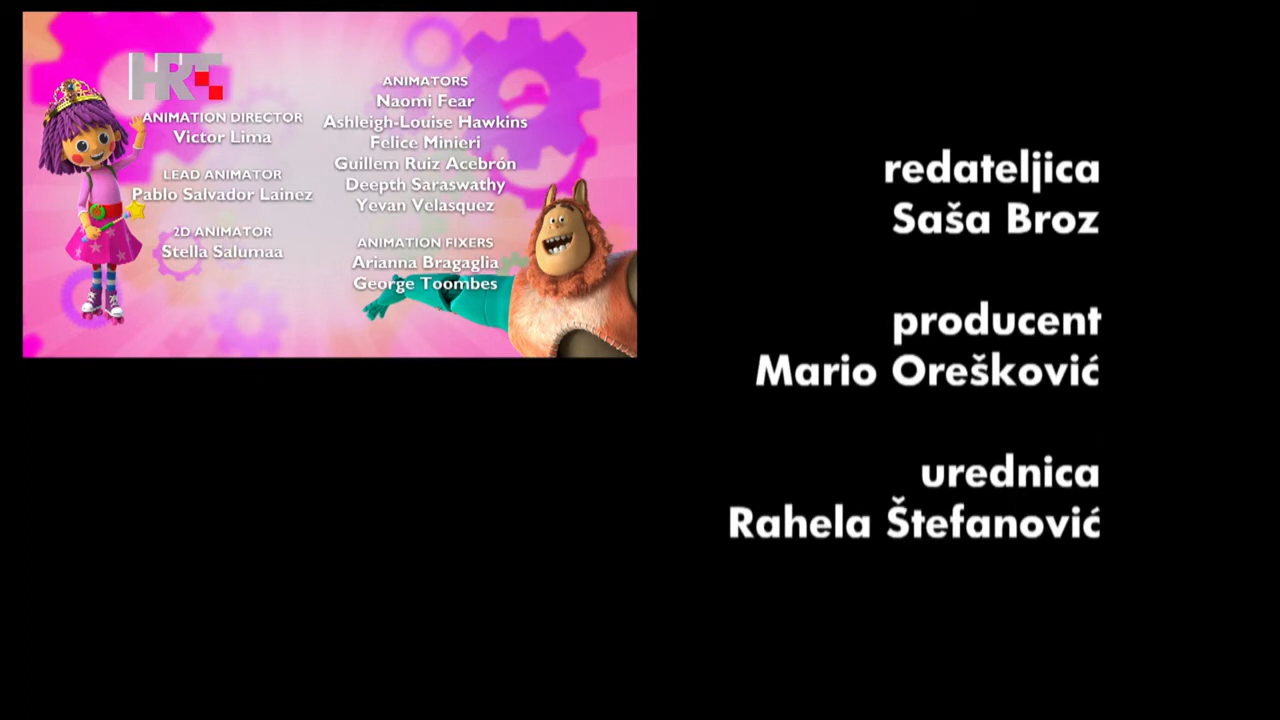 HRT
ANIMATION DIRECTOR
Victor Lima
LEAD ANIMATOR
Pablo Salvador Lainez
2D ANIMATOR
Stella Salumaa
ANIMATORS
Naomi Fear
Ashleigh-Louise Hawkins
Felice Minieri
Guillem Ruiz Acebrón
Deepth Saraswathy
Yevan Velasquez
ANIMATION FIXERS
Arianna Bragaglia
George Toombes
redateljica
Saša Broz
producent
Mario Orešković
urednica
Rahela Štefanović